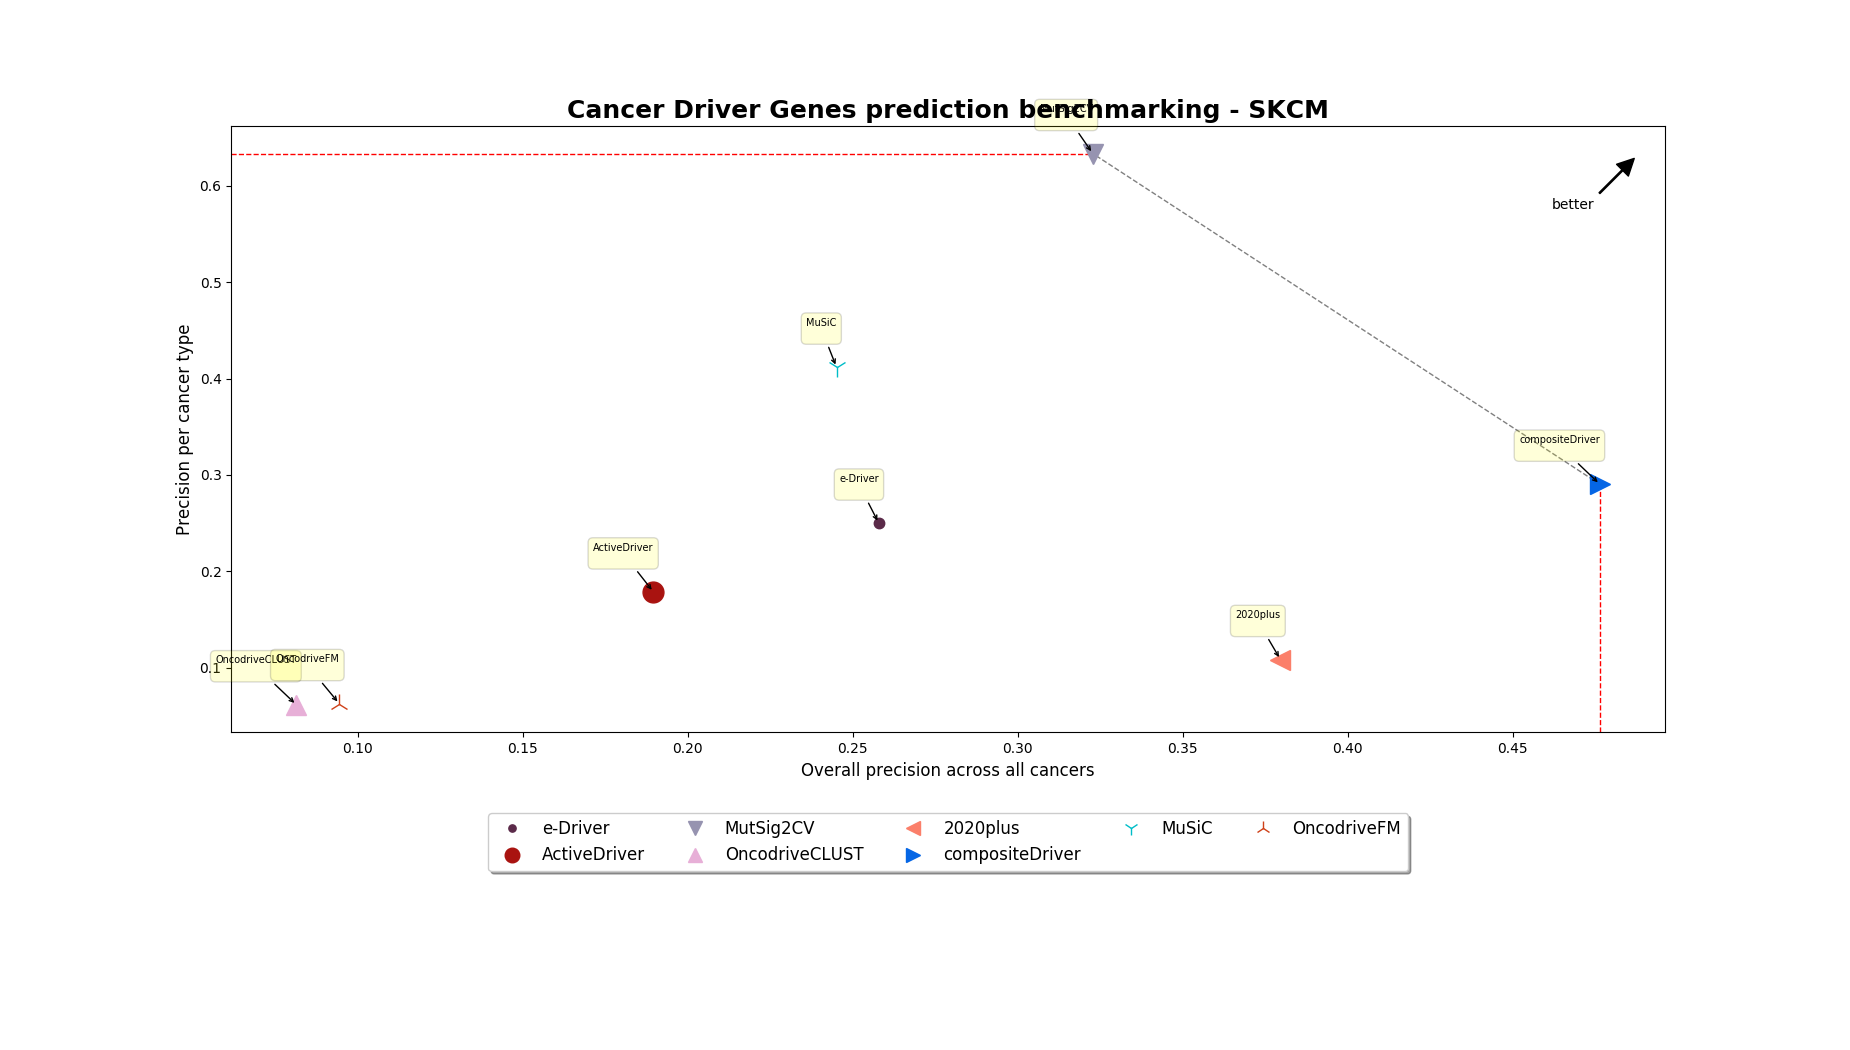 Cancer Driver Genes prediction benchmarking - SKCM
0.6
better
0.5
MuSiC
0.4
compositeDriver
0.3
e-Driver
ActiveDriver
0.2
2020plus
OncodriveCLUST
OncodriveFM
0.1
Precision per cancer type
0.10 0.15 0.20 0.25 0.30 0.35 0.40 0.45
Overall precision across all cancers
e-Driver MutSig2CV 2020plus MuSiC OncodriveFM
ActiveDriver OncodriveCLUST compositeDriver